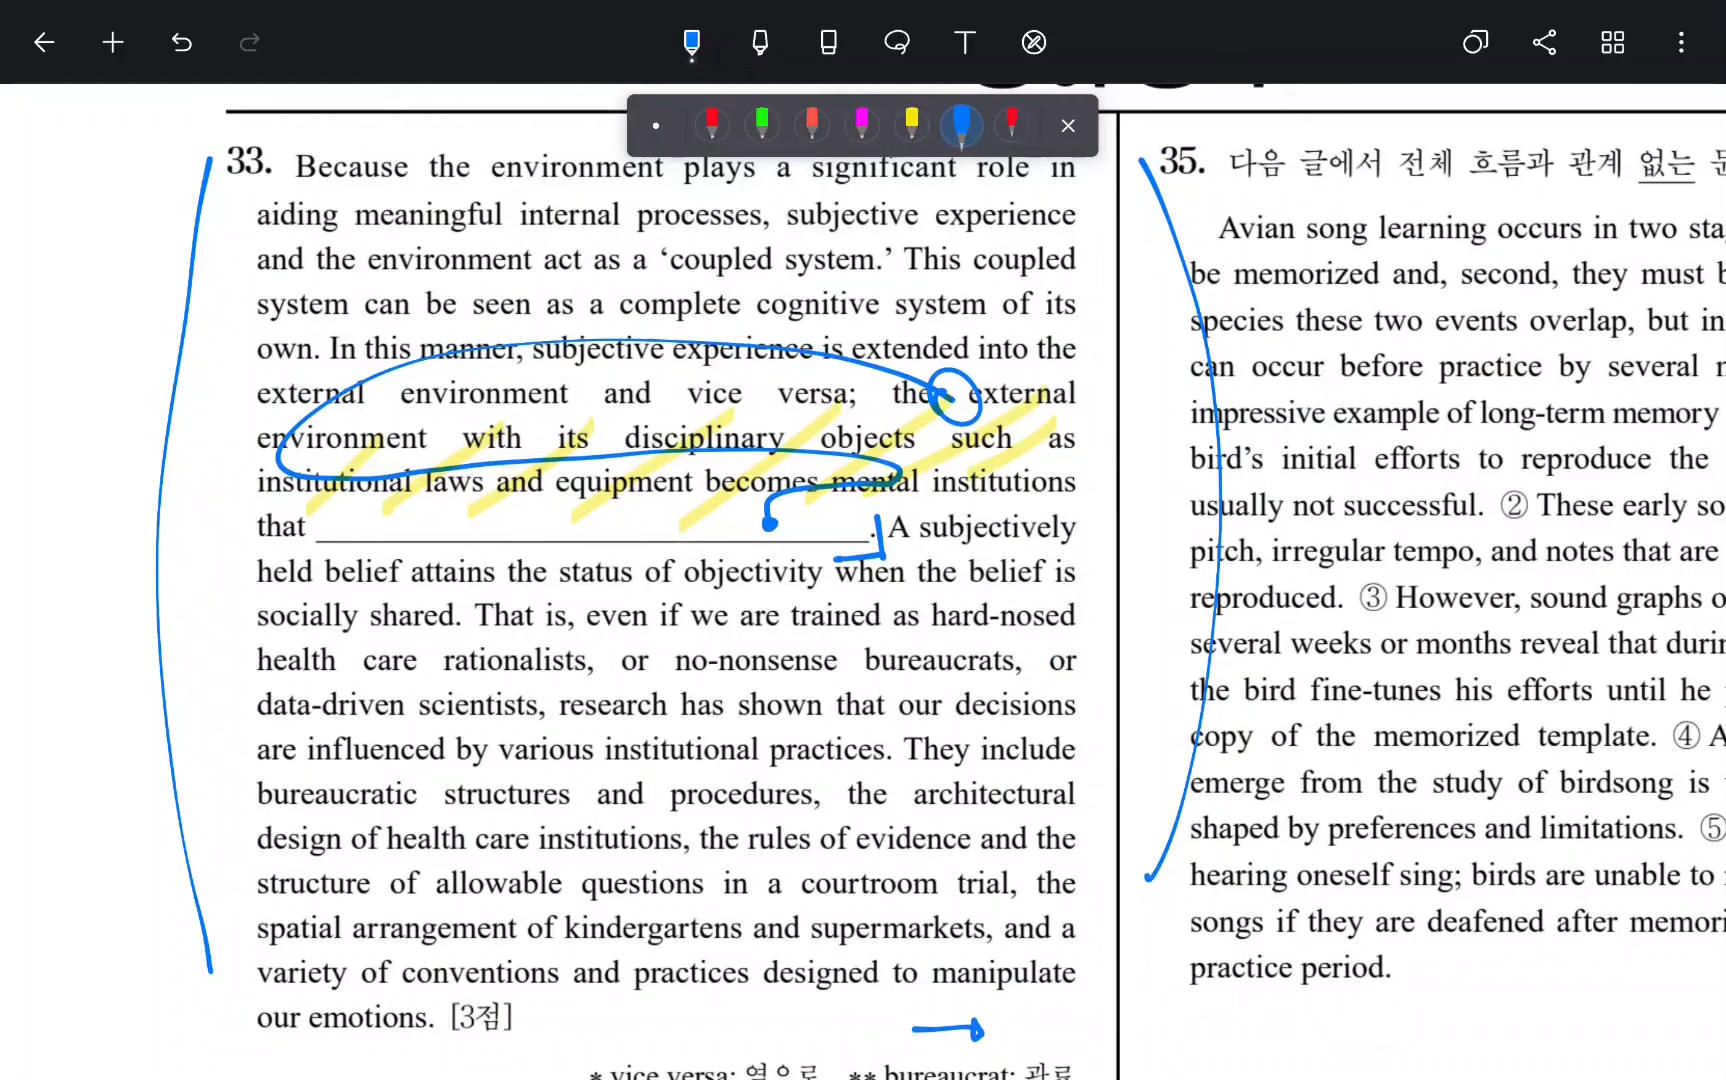 33. Because the environment plays a significant role in
aiding meaningful internal processes, subjective experience
and the environment act as a ‘coupled system.’ This coupled
system can be seen as a complete cognitive system of its
own. In this manner, subjective experience is extended into the
external environment and vice versa; the external
environment with its disciplinary objects such as
institutional laws and equipment becomes mental institutions
that ____________________. A subjectively
held belief attains the status of objectivity when the belief is
socially shared. That is, even if we are trained as hard-nosed
health care rationalists, or no-nonsense bureaucrats, or
data-driven scientists, research has shown that our decisions
are influenced by various institutional practices. They include
bureaucratic structures and procedures, the architectural
design of health care institutions, the rules of evidence and the
structure of allowable questions in a courtroom trial, the
spatial arrangement of kindergartens and supermarkets, and a
variety of conventions and practices designed to manipulate
our emotions. [3점]
* vice versa: 역으로 ** bureaucrat: 관료
35. 다음 글에서 전체 흐름과 관계 없는
Avian song learning occurs in two
be memorized and, second, they must
species these two events overlap, but in
can occur before practice by several
impressive example of long-term memory
bird’s initial efforts to reproduce the
usually not successful. ② These early
pitch, irregular tempo, and notes that are
reproduced. ③ However, sound graphs
several weeks or months reveal that
the bird fine-tunes his efforts until he
copy of the memorized template. ④
emerge from the study of birdsong is
shaped by preferences and limitations. ⑤
hearing oneself sing; birds are unable to
songs if they are deafened after
practice period.